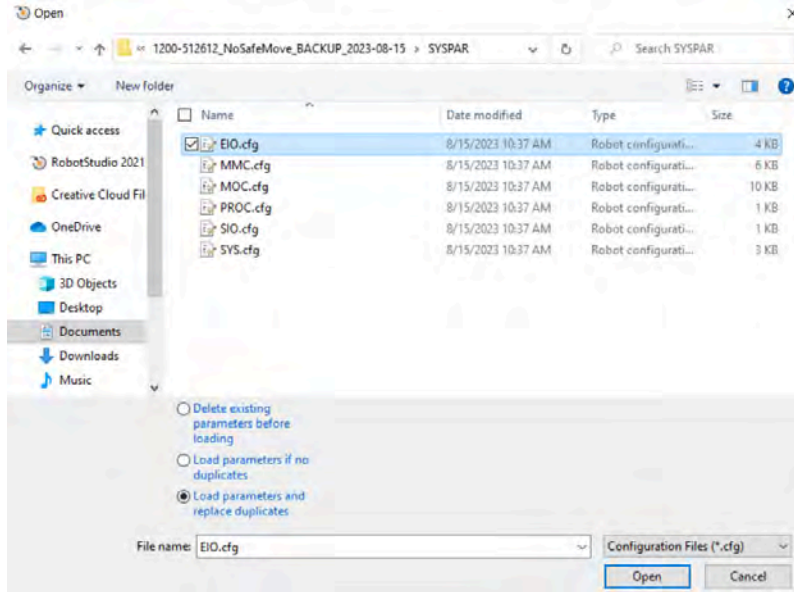 Open
1200-512612_NoSafeMove_BACKUP_2023-08-15 › SYSPAR
Search SYSPAR
Organize
New folder
Name
Date modified
Type
Size
Quick access
RobotStudio 2021
Creative Cloud Fil
OneDrive
This PC
3D Objects
Desktop
Documents
Downloads
Music
EIO.cfg 8/15/2023 10:37 AM Robot configurati... 4 KB
MMC.cfg 8/15/2023 10:37 AM Robot configurati... 6 KB
MOC.cfg 8/15/2023 10:37 AM Robot configurati... 10 KB
PROC.cfg 8/15/2023 10:37 AM Robot configurati... 1 KB
SIO.cfg 8/15/2023 10:37 AM Robot configurati... 1 KB
SYS.cfg 8/15/2023 10:37 AM Robot configurati... 3 KB
Delete existing
parameters before
loading
Load parameters if no
duplicates
Load parameters and
replace duplicates
File name: EIO.cfg
Configuration Files (*.cfg)
Open
Cancel